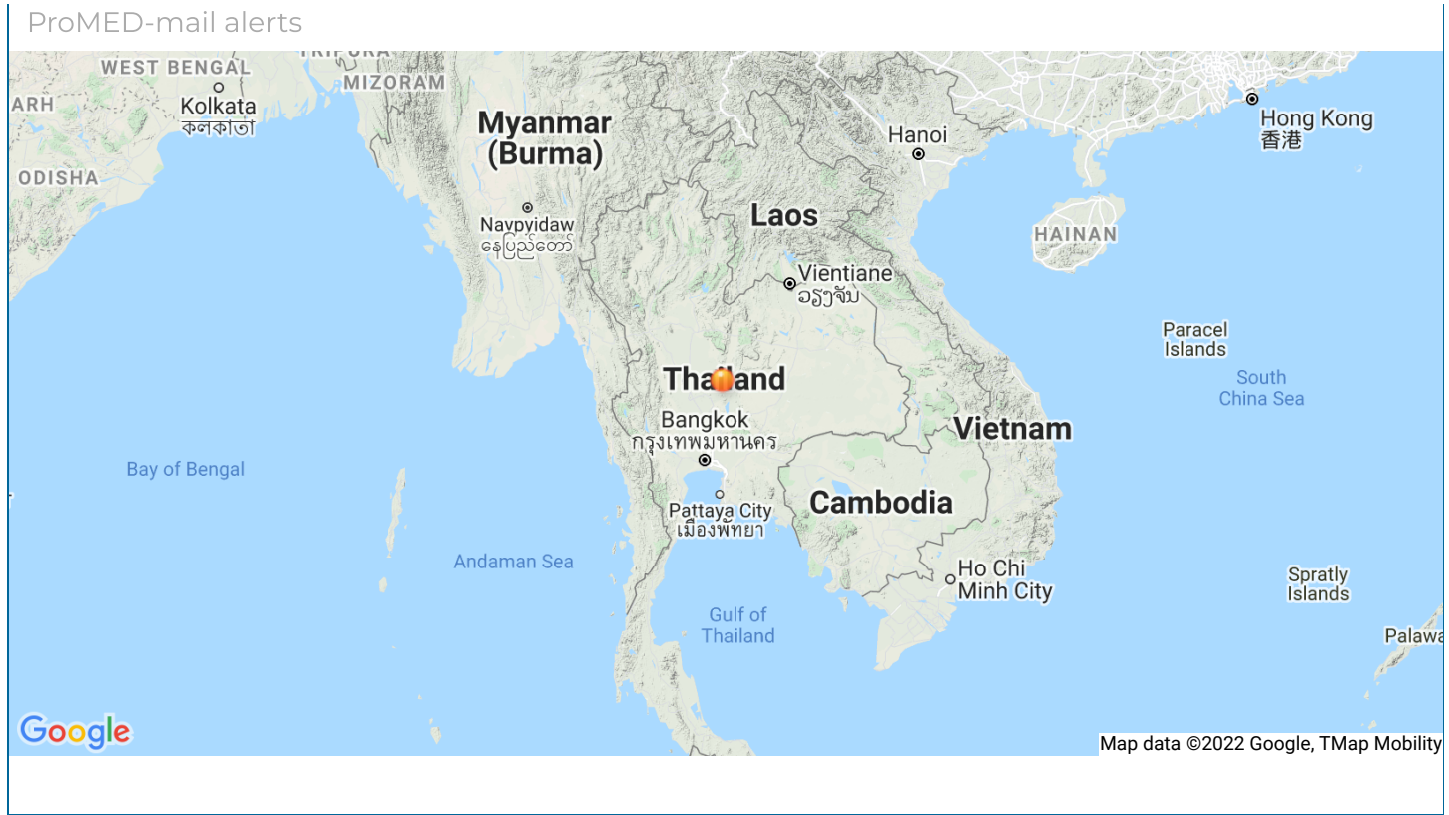 ProMED-mail alerts
TRIPURA
WEST BENGAL
MIZORAM
ARH
Kolkata
কলকাতা
Myanmar
(Burma)
Hanoi
Hong Kong
香港
ODISHA
Naypyidaw
နေပြည်တော်
Laos
HAINAN
Vientiane
ວຽງຈັນ
Paracel
Islands
Thailand
South
China Sea
Bangkok
กรุงเทพมหานคร
Vietnam
Bay of Bengal
Cambodia
Pattaya City
เมืองพัทยา
Andaman Sea
Ho Chi
Minh City
Spratly
Islands
Gulf of
Thailand
Palawa
Google
Map data ©2022 Google, TMap Mobility